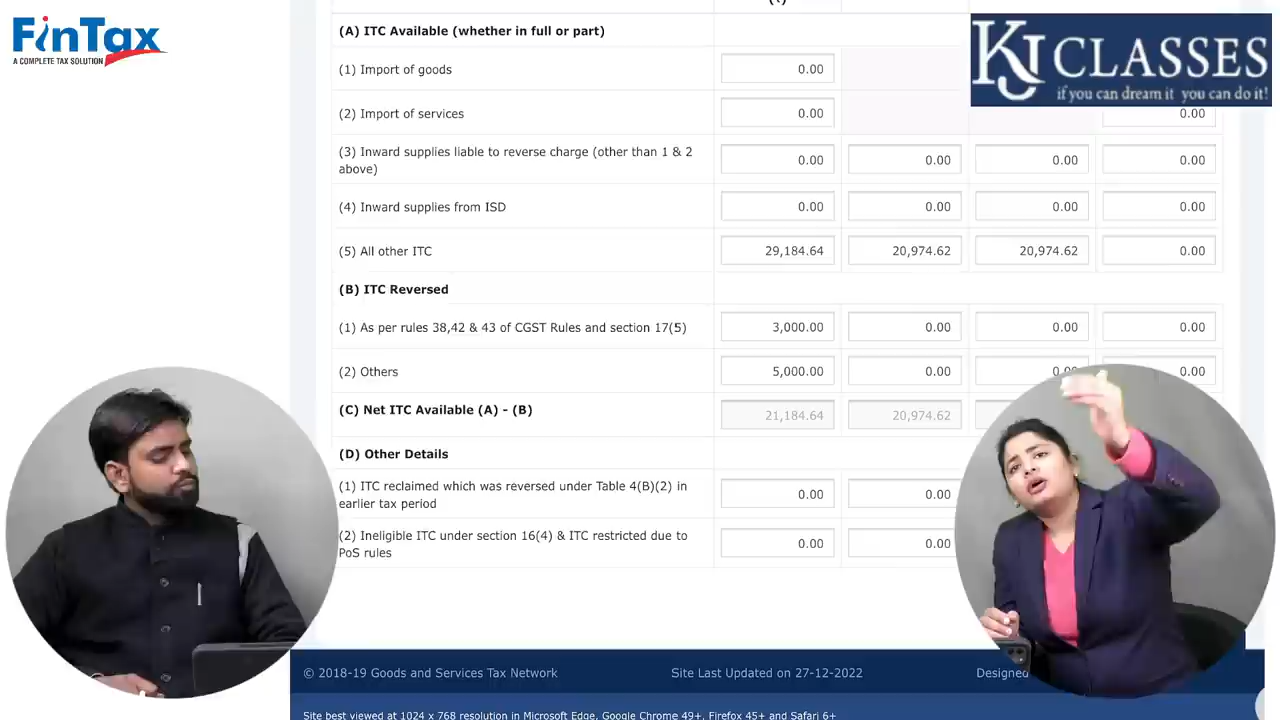 FinTax
A COMPLETE TAX SOLUTION
KJ CLASSES
if you can dream it you can do it!
(₹)
(A) ITC Available (whether in full or part)
(1) Import of goods 0.00
(2) Import of services 0.00 0.00
(3) Inward supplies liable to reverse charge (other than 1 & 2 0.00 0.00 0.00 0.00
above)
(4) Inward supplies from ISD 0.00 0.00 0.00 0.00
(5) All other ITC 29,184.64 20,974.62 20,974.62 0.00
(B) ITC Reversed
(1) As per rules 38,42 & 43 of CGST Rules and section 17(5) 3,000.00 0.00 0.00 0.00
(2) Others 5,000.00 0.00 0.00 0.00
(C) Net ITC Available (A) - (B) 21,184.64 20,974.62
(D) Other Details
(1) ITC reclaimed which was reversed under Table 4(B)(2) in 0.00 0.00
earlier tax period
(2) Ineligible ITC under section 16(4) & ITC restricted due to 0.00 0.00
PoS rules
© 2018-19 Goods and Services Tax Network Site Last Updated on 27-12-2022 Designed
Site best viewed at 1024 x 768 resolution in Microsoft Edge, Google Chrome 49+, Firefox 45+ and Safari 6+